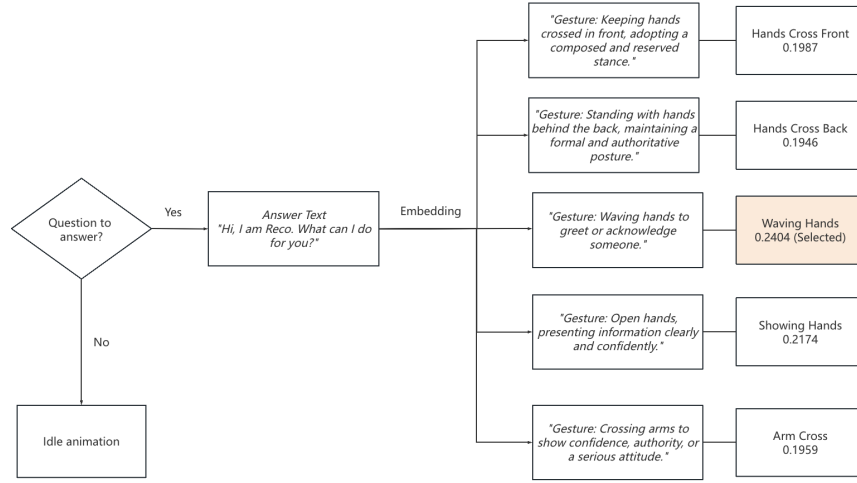 "Gesture: Keeping hands
crossed in front, adopting a
composed and reserved
stance."
Hands Cross Front
0.1987
"Gesture: Standing with hands
behind the back, maintaining a
formal and authoritative
posture."
Hands Cross Back
0.1946
Question to
answer?
Yes
Answer Text
"Hi, I am Reco. What can I do
for you?"
Embedding
"Gesture: Waving hands to
greet or acknowledge
someone."
Waving Hands
0.2404 (Selected)
No
"Gesture: Open hands,
presenting information clearly
and confidently."
Showing Hands
0.2174
Idle animation
"Gesture: Crossing arms to
show confidence, authority, or
a serious attitude."
Arm Cross
0.1959